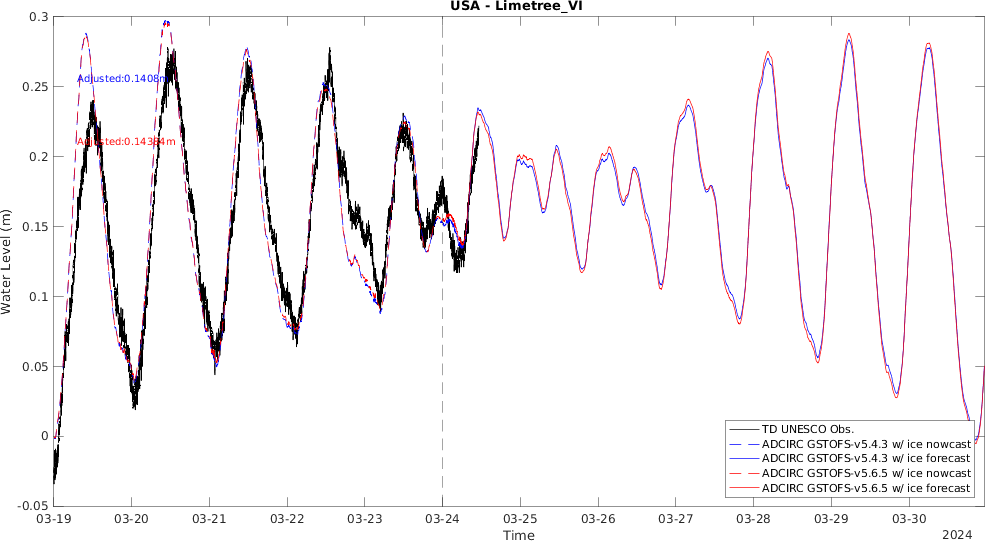 USA - Limetree_VI
0.3
0.25
0.2
0.15
0.1
0.05
0
-0.05
Water Level (m)
Adjusted:0.1408m
Adjusted:0.14354m
TD UNESCO Obs.
ADCIRC GSTOFS-v5.4.3 w/ ice nowcast
ADCIRC GSTOFS-v5.4.3 w/ ice forecast
ADCIRC GSTOFS-v5.6.5 w/ ice nowcast
ADCIRC GSTOFS-v5.6.5 w/ ice forecast
03-19 03-20 03-21 03-22 03-23 03-24 03-25 03-26 03-27 03-28 03-29 03-30
Time
2024